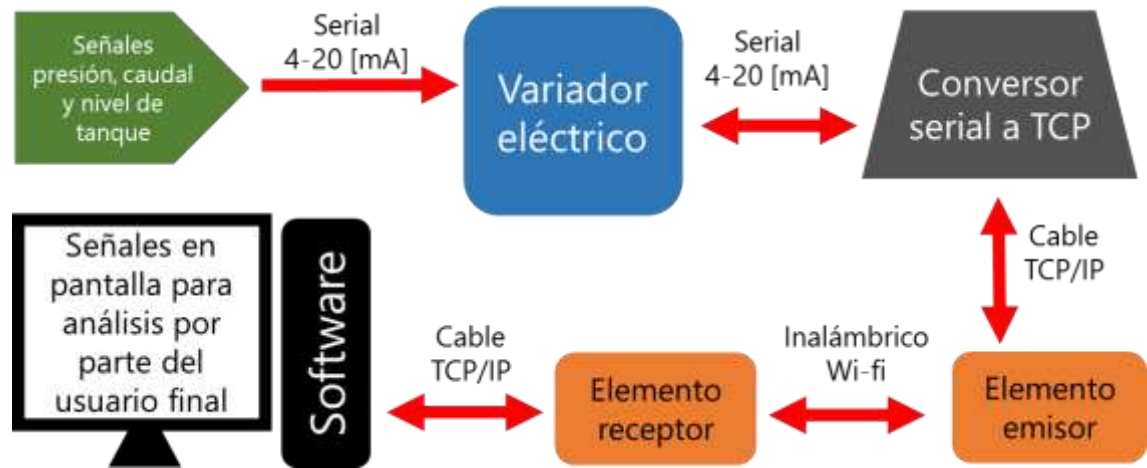 Señales
presión, caudal
y nivel de
tanque
Serial
4-20 [mA]
Variador
eléctrico
Serial
4-20 [mA]
Conversor
serial a TCP
Cable
TCP/IP
Señales en
pantalla para
análisis por
parte del
usuario final
Software
Cable
TCP/IP
Elemento
receptor
Inalámbrico
Wi-fi
Elemento
emisor